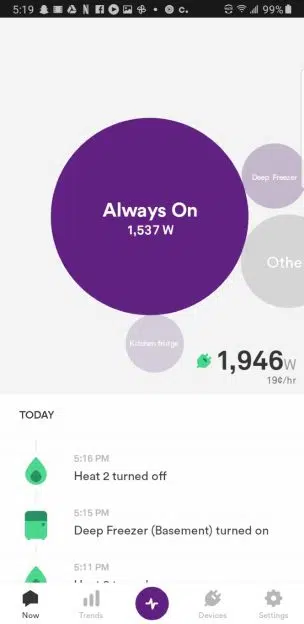 5:19
99%
Deep Freezer
Always On
1,537 W
Othe
Kitchen fridge
1,946W
19¢/hr
TODAY
5:16 PM
Heat 2 turned off
5:15 PM
Deep Freezer (Basement) turned on
5:11 PM
Now
Trends
Devices
Settings